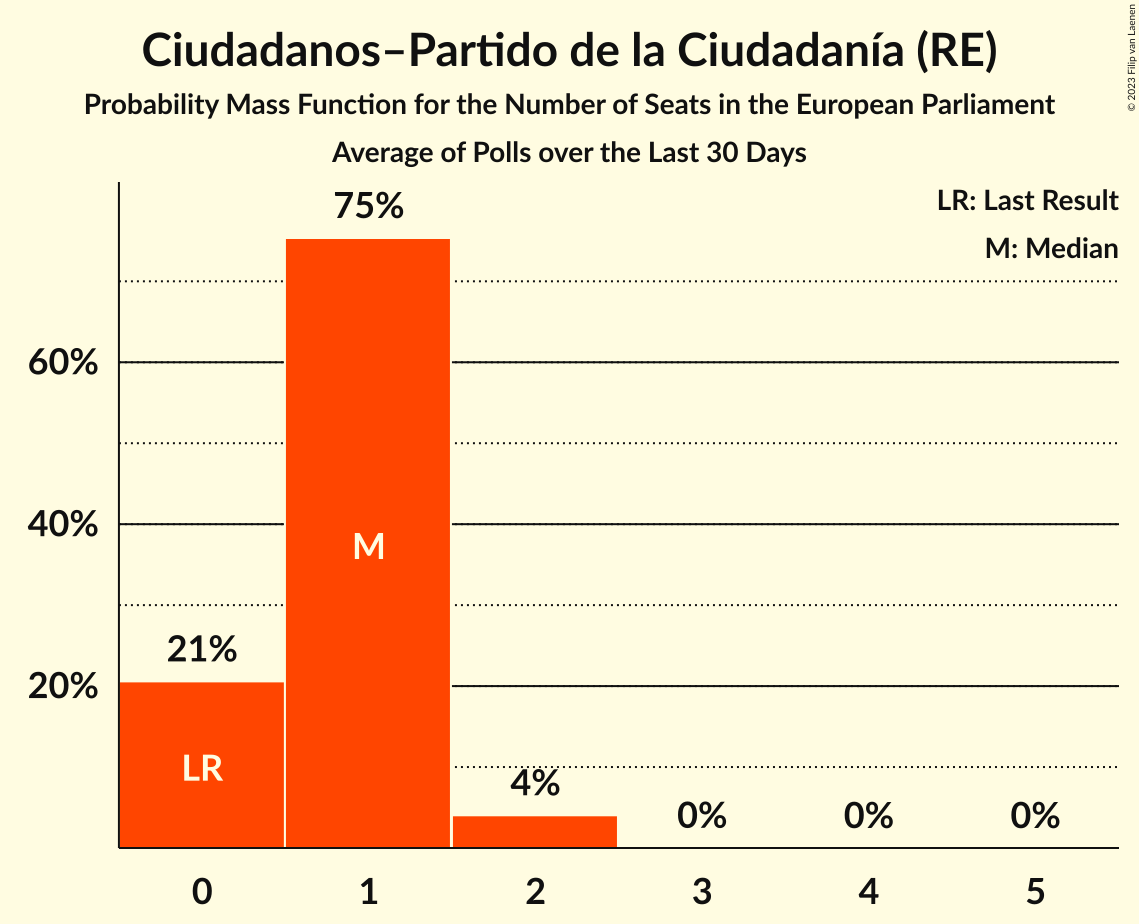 Ciudadanos–Partido de la Ciudadanía (RE)
Probability Mass Function for the Number of Seats in the European Parliament
Average of Polls over the Last 30 Days
© 2023 Filip van Laenen
LR: Last Result
M: Median
75%
60%
40%
M
21%
20%
LR
4%
0%
0%
0%
0
1
2
3
4
5